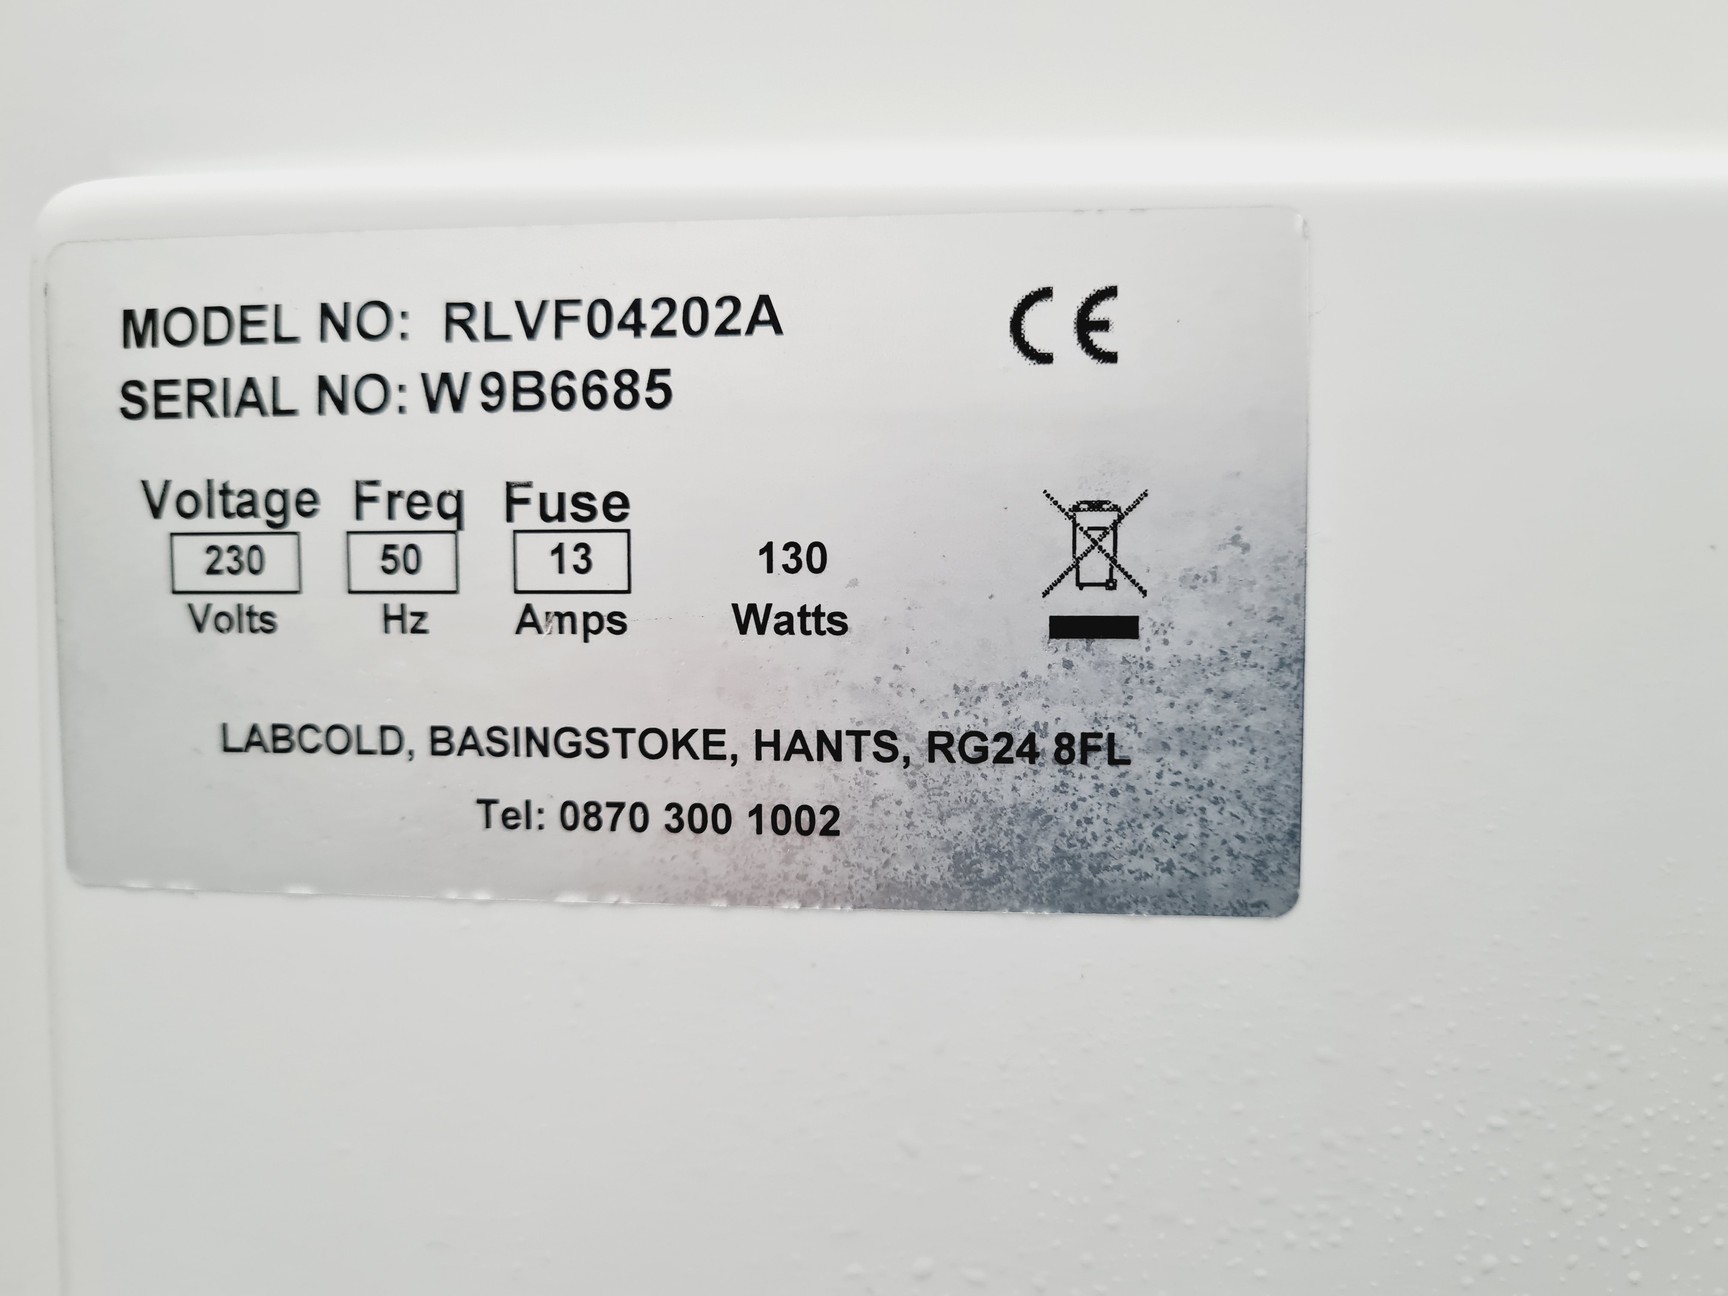 MODEL NO: RLVF04202A
SERIAL NO: W9B6685
CE
Voltage Freq Fuse
230 50 13 130
Volts Hz Amps Watts
LABCOLD, BASINGSTOKE, HANTS, RG24 8FL
Tel: 0870 300 1002